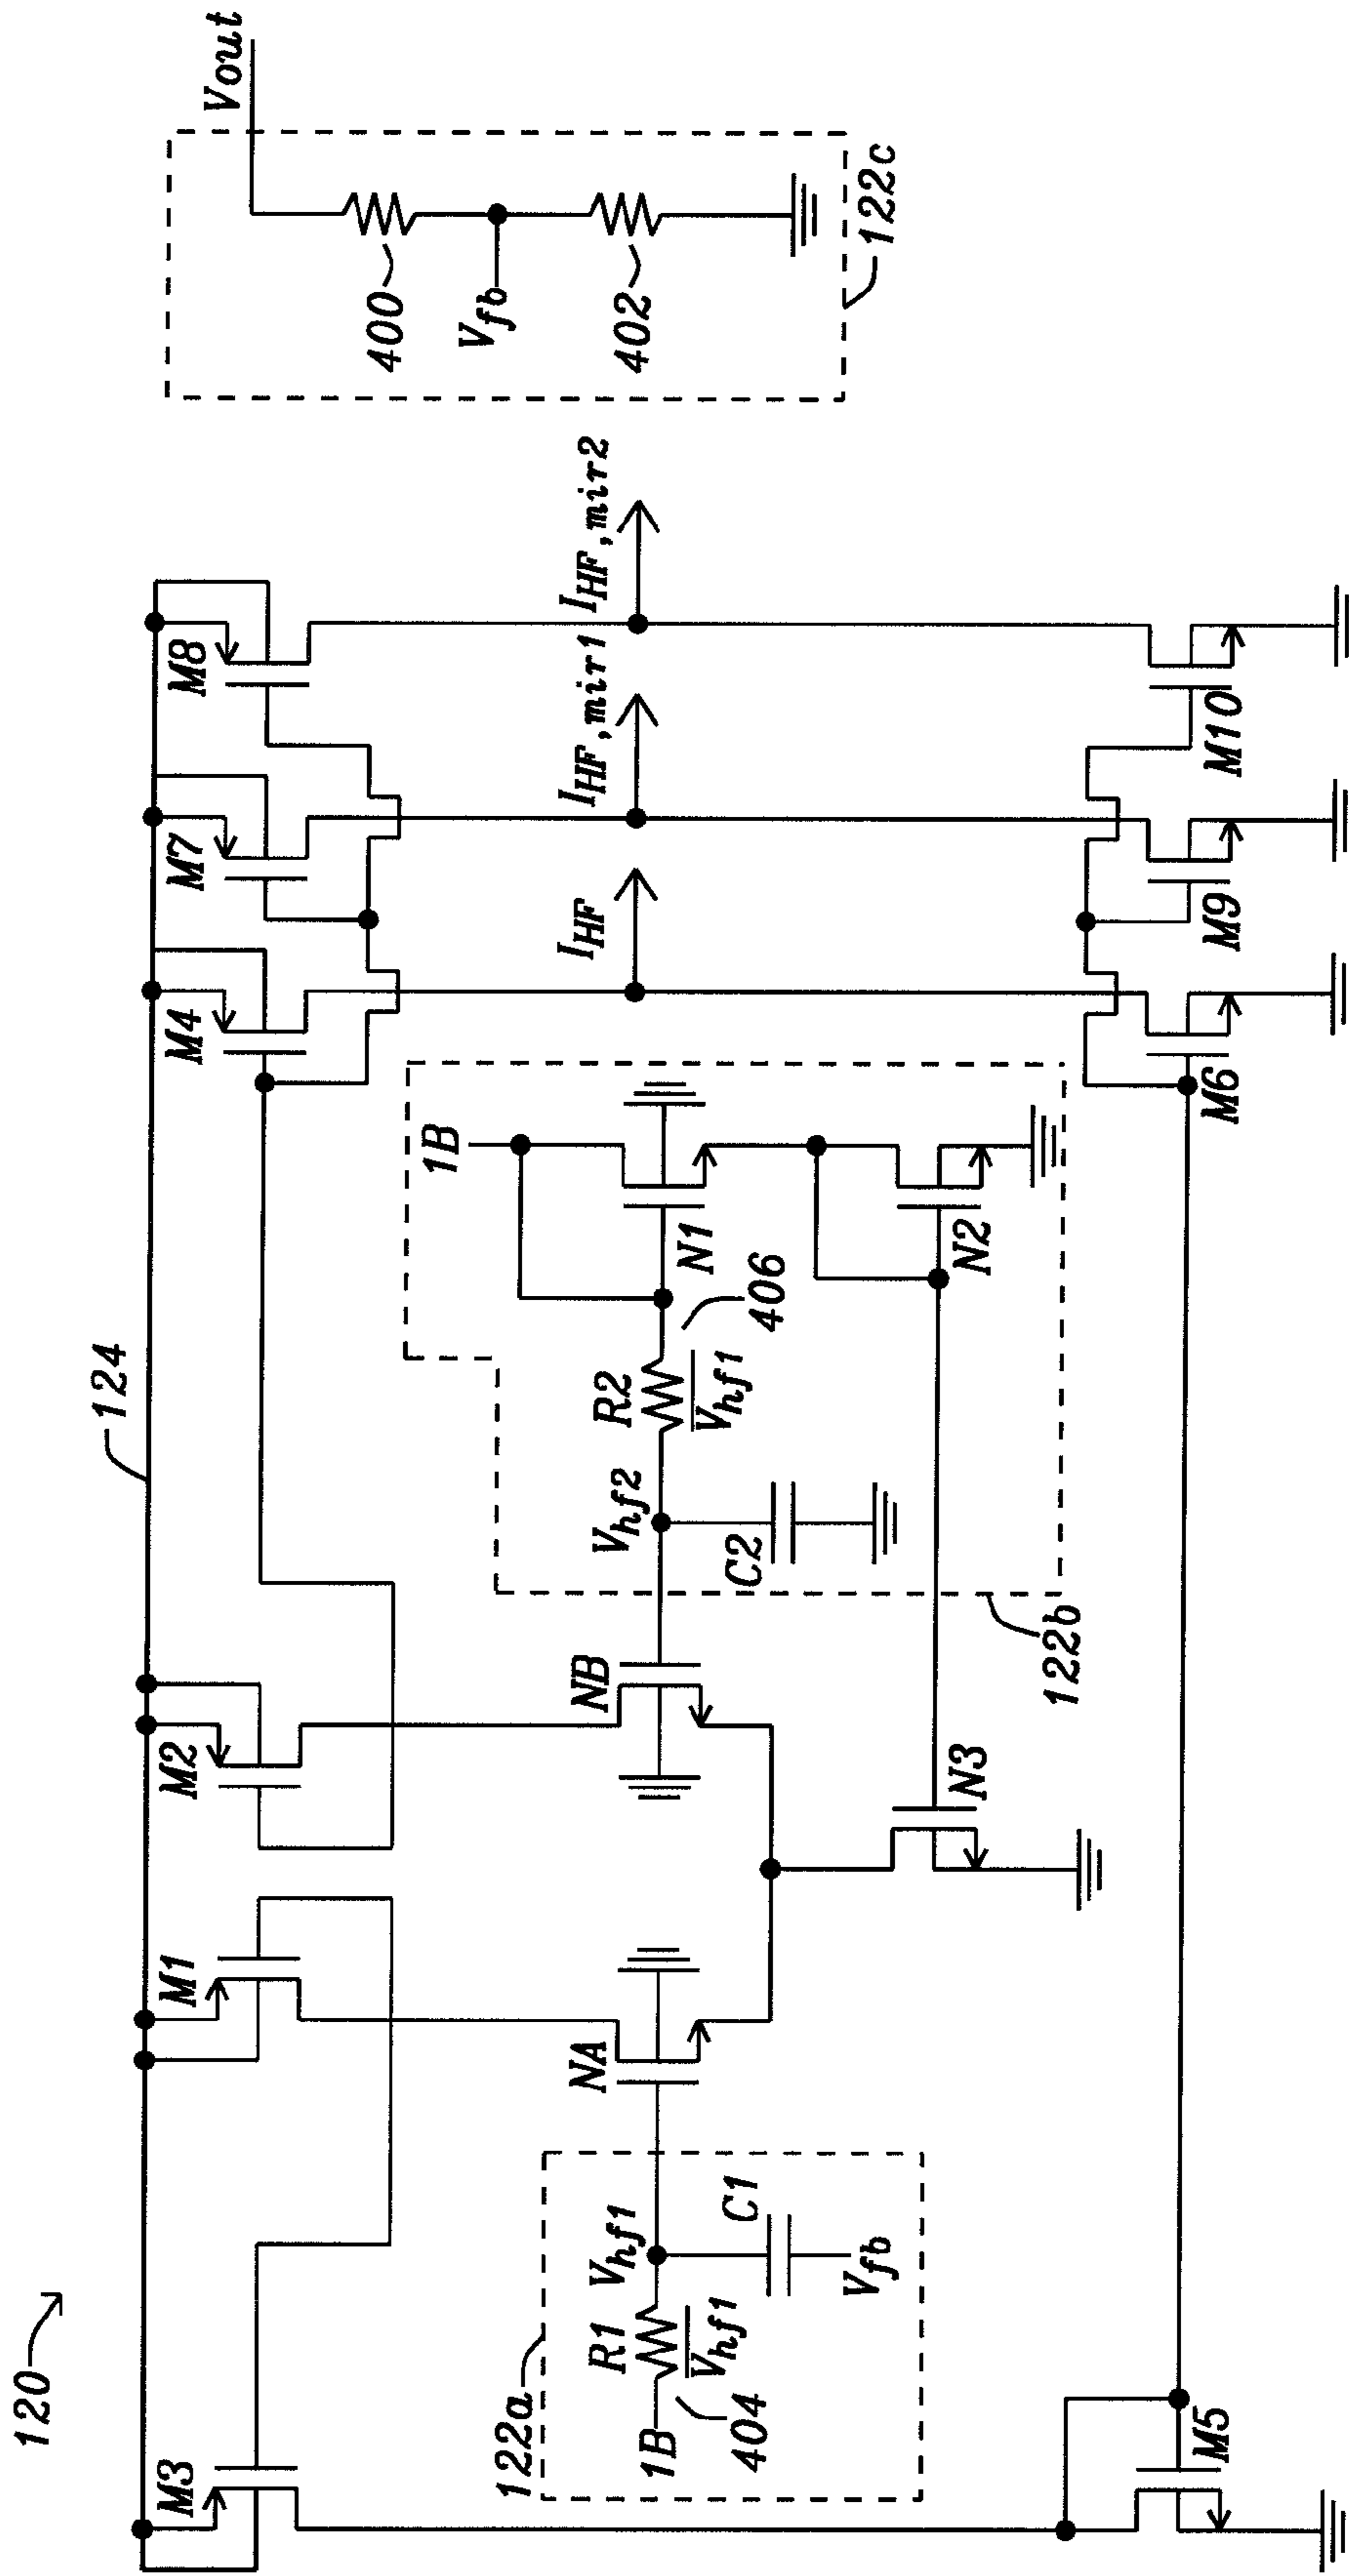 120
124
M3
M1
M2
M4
M7
M8
Vout
400
Vfb
402
122c
IHF
IHF,mir1
IHF,mir2
122a
R1
Vhf1
1B
Vhf1
404
C1
Vfb
NA
NB
Vhf2
R2
Vhf1
406
C2
1B
N1
N2
N3
122b
M5
M6
M9
M10